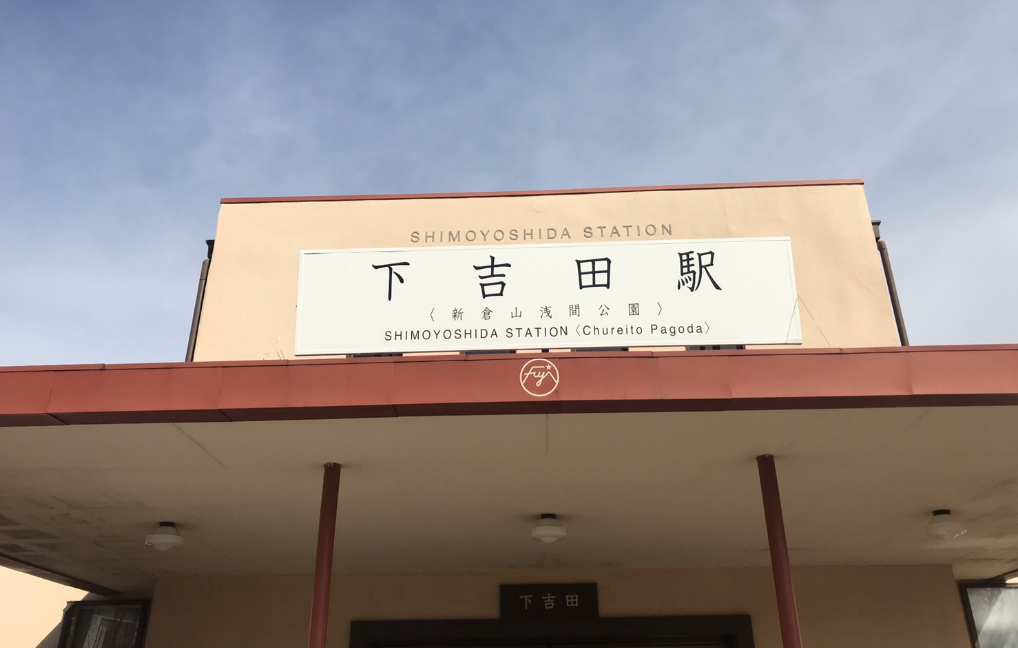 SHIMOYOSHIDA STATION
下吉田駅
〈新倉山浅間公園〉
SHIMOYOSHIDA STATION〈Chureito Pagoda〉
Fuji
下吉田